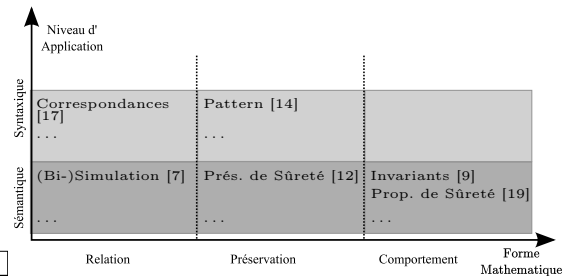 Niveau d'
Application
Syntaxique
Correspondances
[17]
...
Pattern [14]
...
Sémantique
(Bi-)Simulation [7]
...
Prés. de Sûreté [12]
...
Invariants [9]
Prop. de Sûreté [19]
...
Relation
Préservation
Comportement
Forme
Mathematique